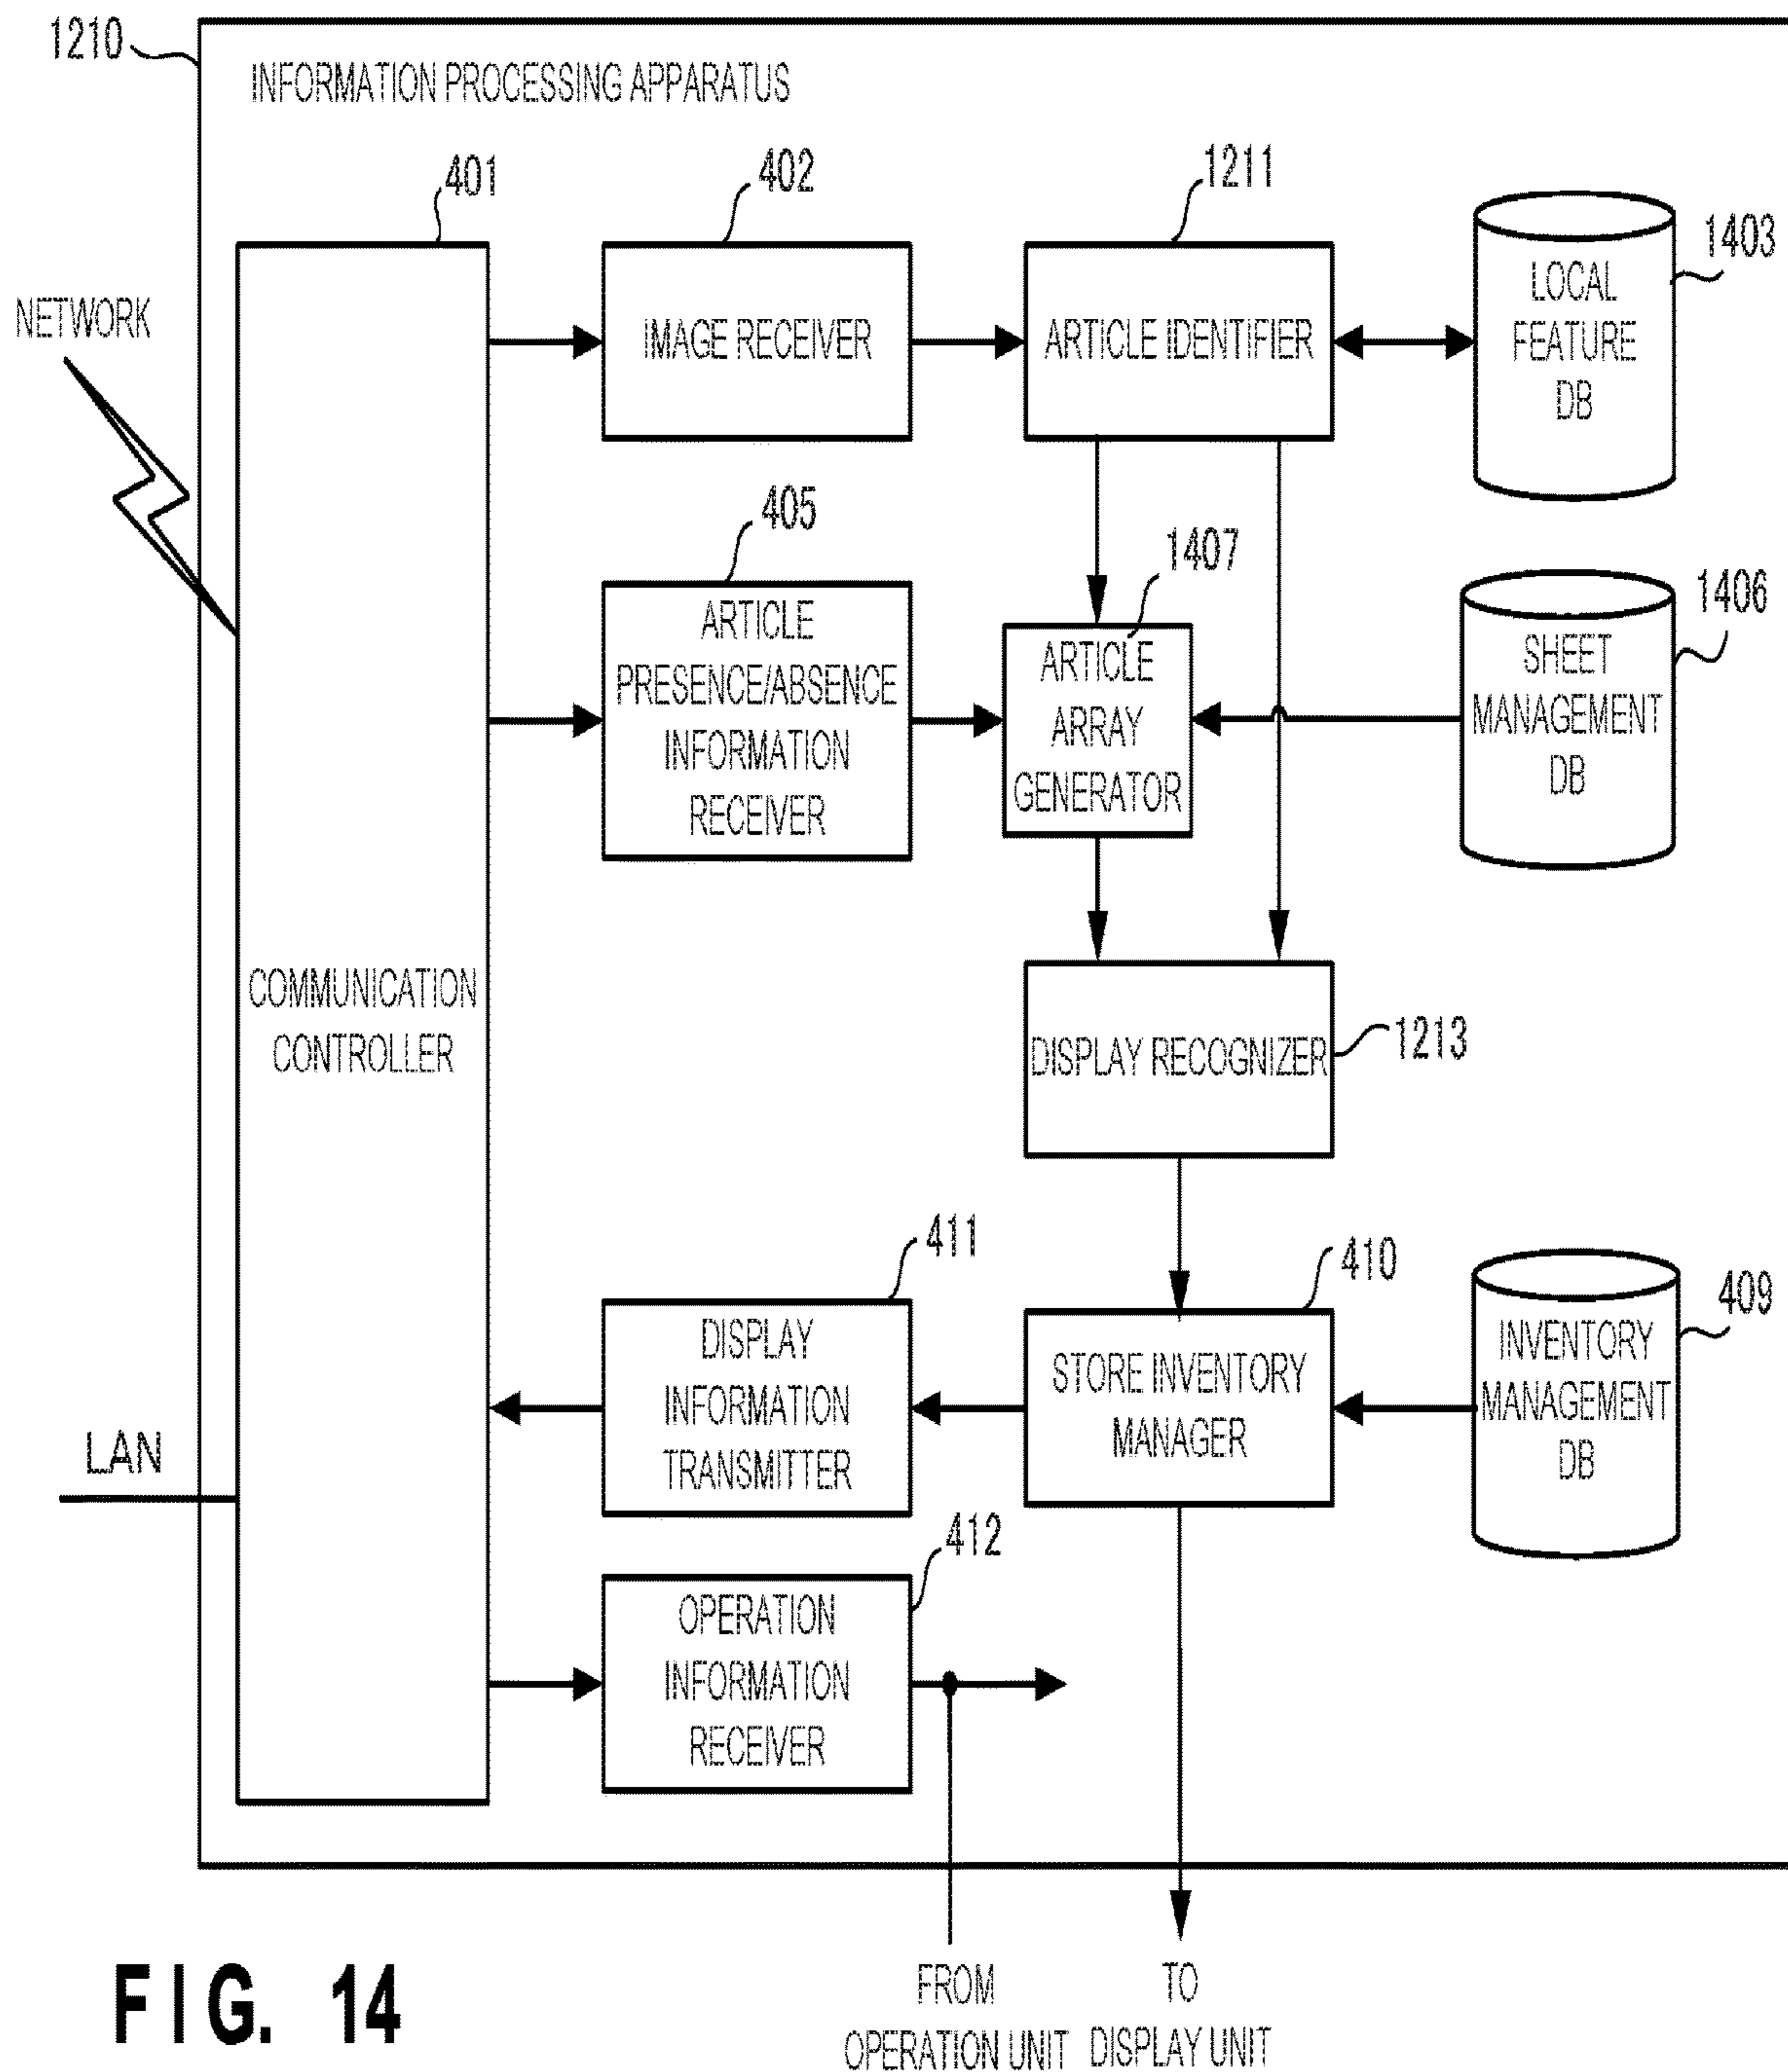 1210
INFORMATION PROCESSING APPARATUS
401
402
1211
1403
NETWORK
IMAGE RECEIVER
ARTICLE IDENTIFIER
LOCAL
FEATURE
DB
405
1407
1406
ARTICLE
PRESENCE/ABSENCE
INFORMATION
RECEIVER
ARTICLE
ARRAY
GENERATOR
SHEET
MANAGEMENT
DB
COMMUNICATION
CONTROLLER
DISPLAY RECOGNIZER
1213
411
410
409
DISPLAY
INFORMATION
TRANSMITTER
STORE INVENTORY
MANAGER
INVENTORY
MANAGEMENT
DB
LAN
412
OPERATION
INFORMATION
RECEIVER
FROM
OPERATION UNIT
TO
DISPLAY UNIT
FIG. 14